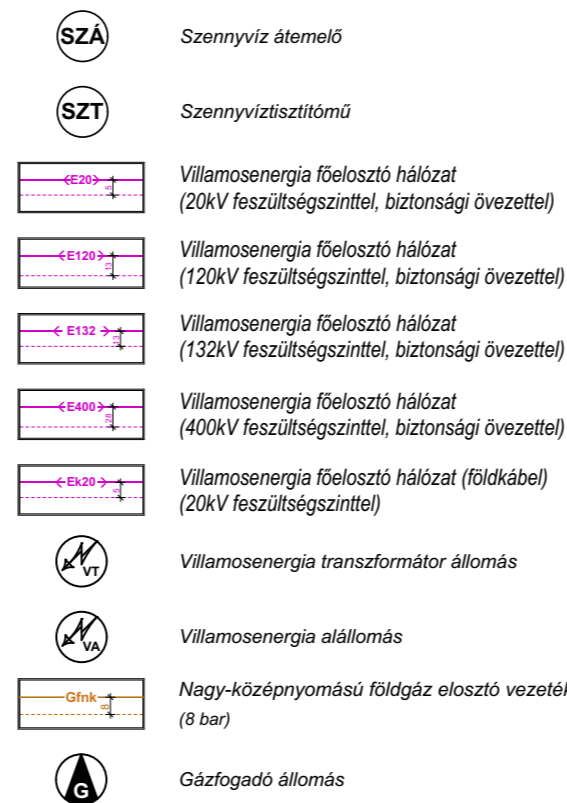 SZÁ Szennyvíz átemelő
SZT Szennyvíztisztítómű
E20 5 Villamosenergia főelosztó hálózat
(20kV feszültségszinttel, biztonsági övezettel)
E120 13 Villamosenergia főelosztó hálózat
(120kV feszültségszinttel, biztonsági övezettel)
E132 13 Villamosenergia főelosztó hálózat
(132kV feszültségszinttel, biztonsági övezettel)
E400 28 Villamosenergia főelosztó hálózat
(400kV feszültségszinttel, biztonsági övezettel)
Ek20 5 Villamosenergia főelosztó hálózat (földkábel)
(20kV feszültségszinttel)
VT Villamosenergia transzformátor állomás
VA Villamosenergia alállomás
Gfnk 8 Nagy-középnyomású földgáz elosztó vezeték
(8 bar)
G Gázfogadó állomás